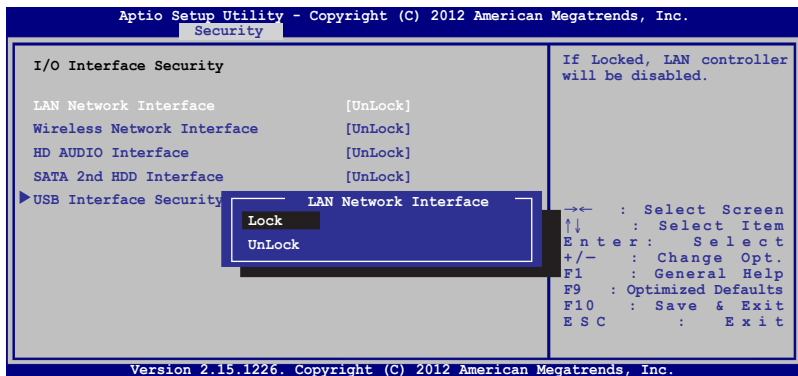 Aptio Setup Utility - Copyright (C) 2012 American Megatrends, Inc.
Security
I/O Interface Security
LAN Network Interface [UnLock]
Wireless Network Interface [UnLock]
HD AUDIO Interface [UnLock]
SATA 2nd HDD Interface [UnLock]
USB Interface Security
LAN Network Interface
Lock
UnLock
If Locked, LAN controller
will be disabled.
→← : Select Screen
↑↓ : Select Item
Enter: Select
+/— : Change Opt.
F1 : General Help
F9 : Optimized Defaults
F10 : Save & Exit
ESC : Exit
Version 2.15.1226. Copyright (C) 2012 American Megatrends, Inc.